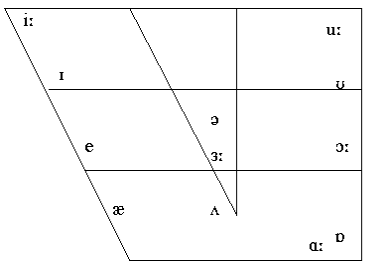 iː uː
ɪ ʊ
ə
e ɜː ɔː
æ ʌ ɒ
ɑː